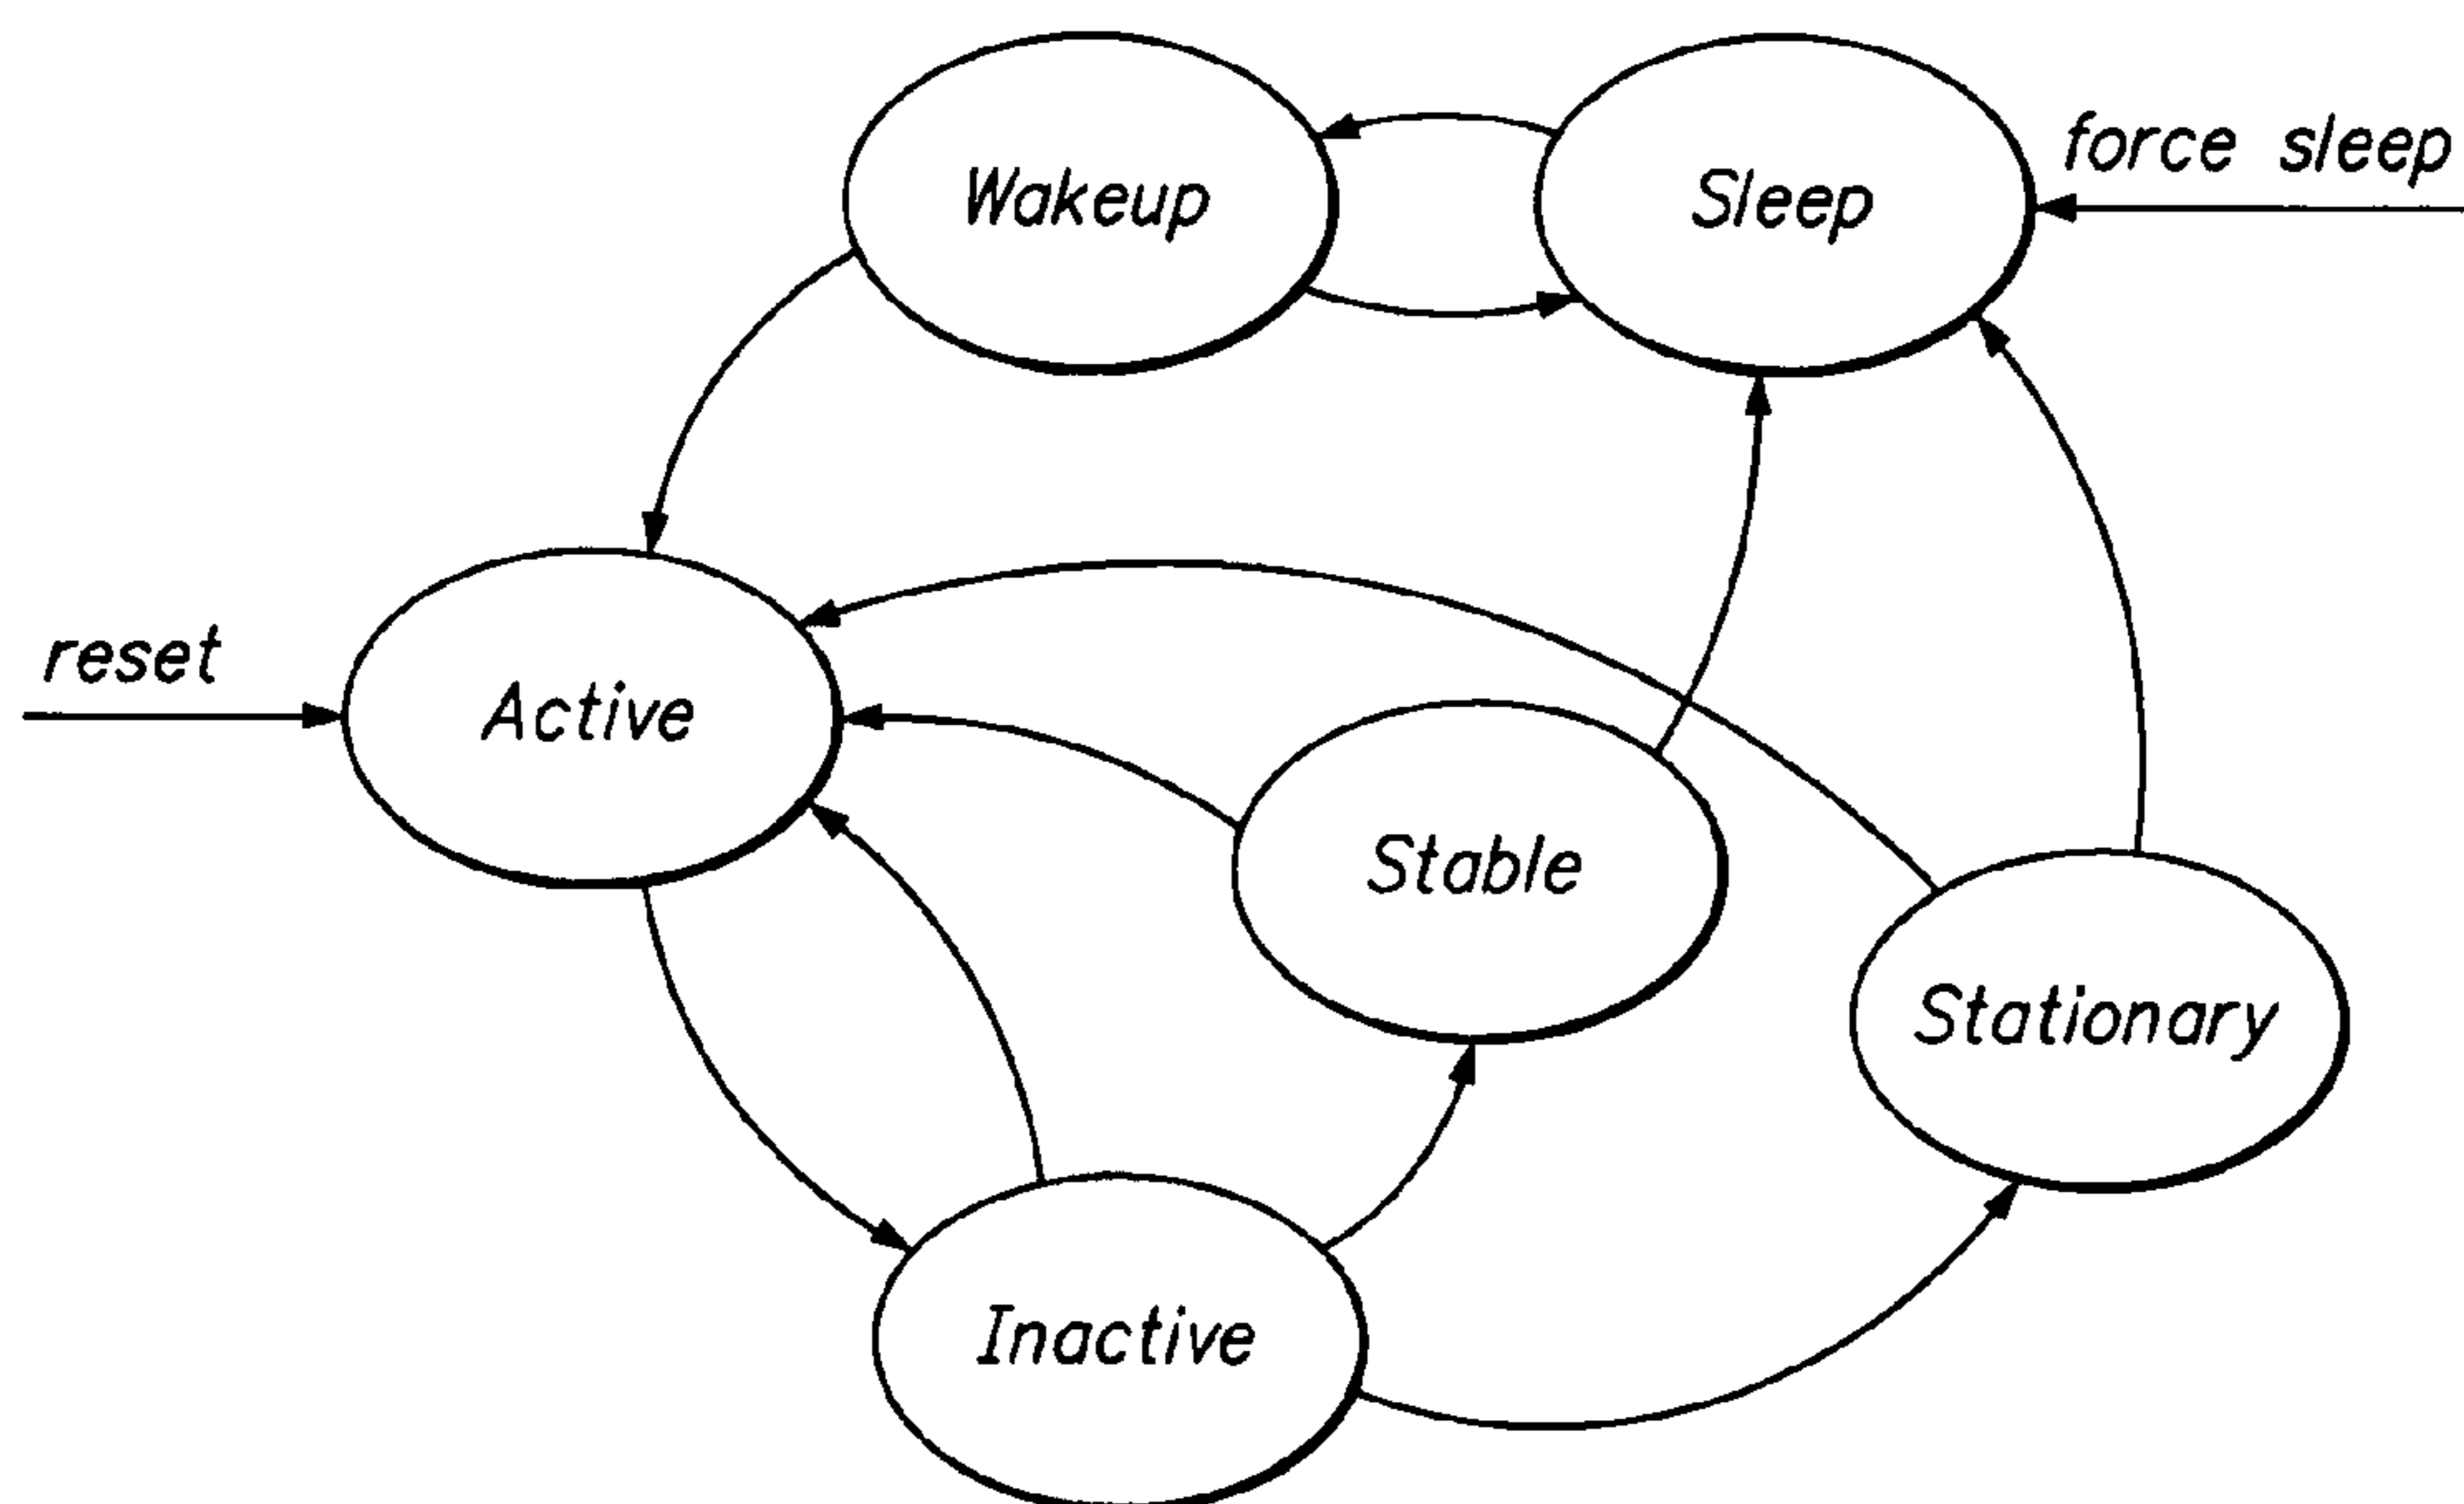 Wakeup
Sleep
force sleep
reset
Active
Stable
Stationary
Inactive